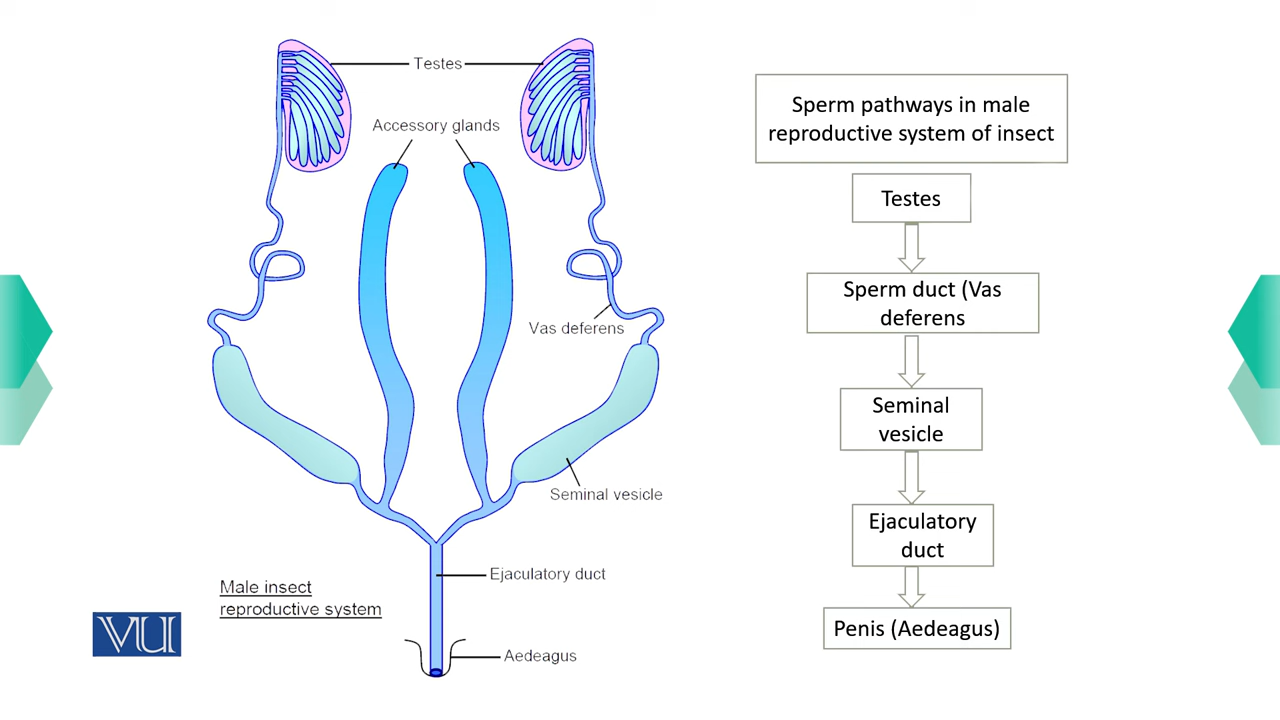 Testes
Accessory glands
Vas deferens
Seminal vesicle
Ejaculatory duct
Male insect
reproductive system
Aedeagus
VU
Sperm pathways in male
reproductive system of insect
Testes
Sperm duct (Vas
deferens
Seminal
vesicle
Ejaculatory
duct
Penis (Aedeagus)